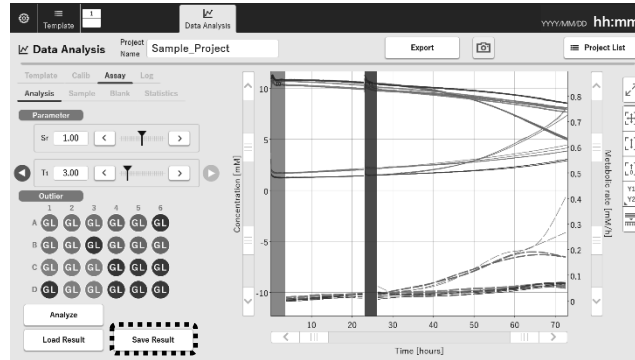 Template
1
Data Analysis
YYYY/MM/DD hh:mm
Data Analysis
Project Name
Sample_Project
Export
Project List
Template Calib Assay Log
Analysis Sample Blank Statistics
Parameter
Sr 1.00 < >
T1 3.00 < >
Outlier
1 2 3 4 5 6
A GL GL GL GL GL GL
B GL GL GL GL GL GL
C GL GL GL GL GL GL
D GL GL GL GL GL GL
Analyze
Load Result
Save Result
Concentration [mM]
10
5
0
-5
-10
10 20 30 40 50 60 70
Time [hours]
0.8
0.7
0.6
0.5
0.4
0.3
0.2
0.1
0
Metabolic rate [mM/h]
Y1
Y2